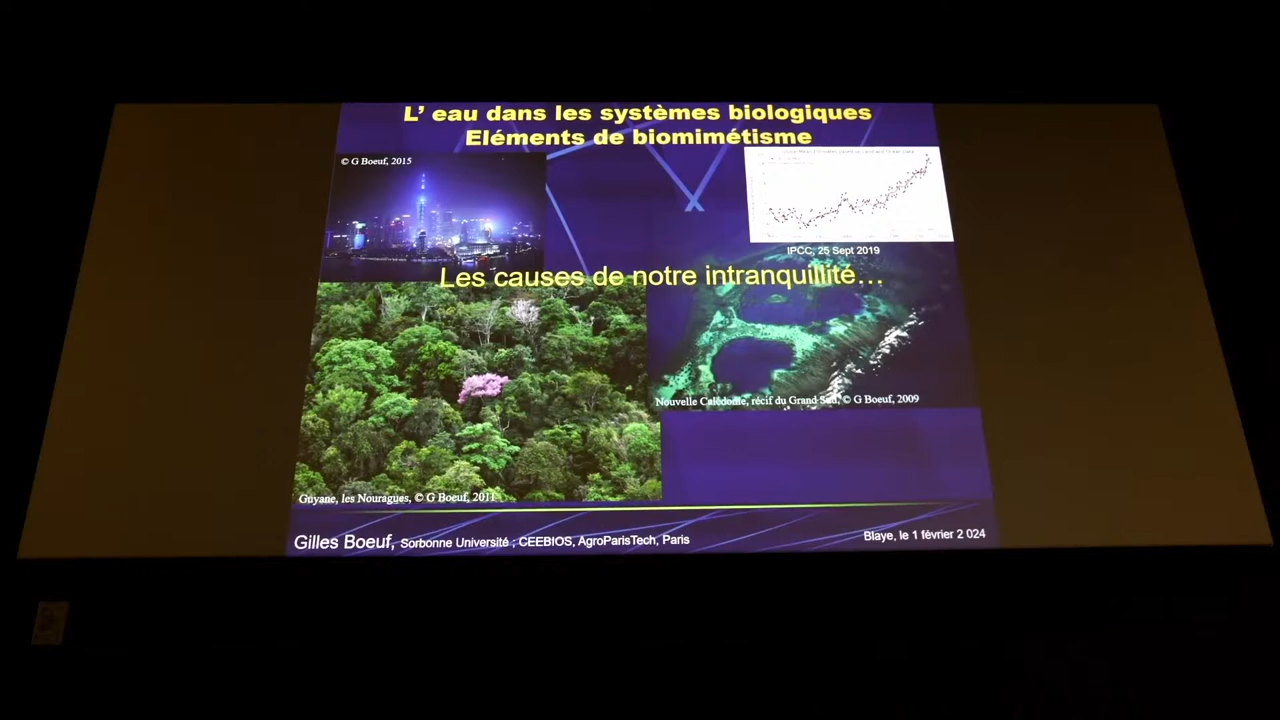 L’ eau dans les systèmes biologiques
Eléments de biomimétisme
© G Boeuf, 2015
IPCC, 25 Sept 2019
Les causes de notre intranquillité…
Nouvelle Calédonie, récif du Grand Sud, © G Boeuf, 2009
Guyane, les Nouragues, © G Boeuf, 2011
Gilles Boeuf, Sorbonne Université ; CEEBIOS, AgroParisTech, Paris
Blaye, le 1 février 2 024